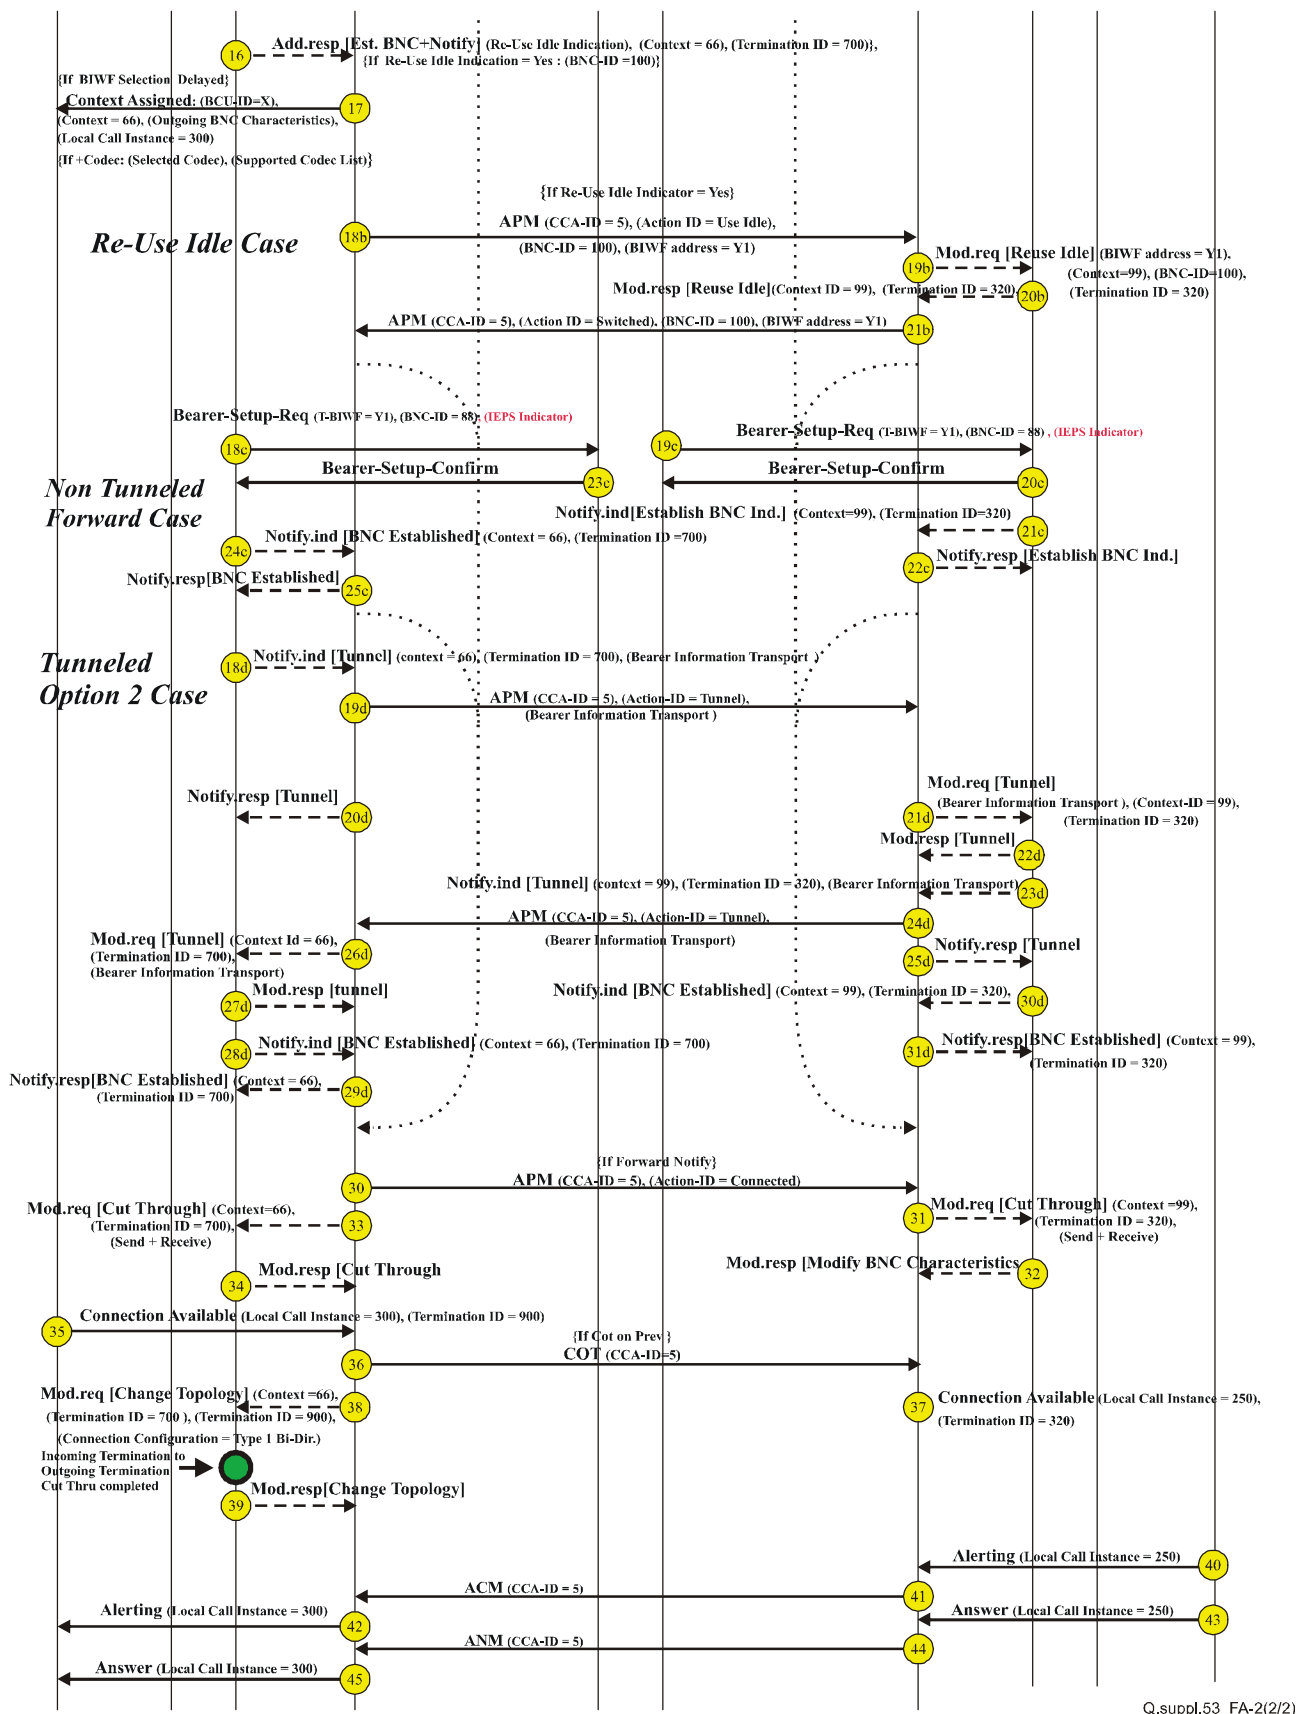 16
Add.resp [Est. BNC+Notify] (Re-Use Idle Indication), (Context = 66), (Termination ID = 700)},
{If Re-Use Idle Indication = Yes : (BNC-ID =100)}
{If BIWF Selection Delayed}
Context Assigned: (BCU-ID=X),
17
(Context = 66), (Outgoing BNC Characteristics),
(Local Call Instance = 300)
{If +Codec: (Selected Codec), (Supported Codec List)}
{If Re-Use Idle Indicator = Yes}
Re-Use Idle Case
18b
APM (CCA-ID = 5), (Action ID = Use Idle),
(BNC-ID = 100), (BIWF address = Y1)
19b
Mod.req [Reuse Idle] (BIWF address = Y1),
(Context=99), (BNC-ID=100),
(Termination ID = 320)
Mod.resp [Reuse Idle](Context ID = 99), (Termination ID = 320),
20b
APM (CCA-ID = 5), (Action ID = Switched), (BNC-ID = 100), (BIWF address = Y1)
21b
Bearer-Setup-Req (T-BIWF = Y1), (BNC-ID = 88), (IEPS Indicator)
18c
19c
Bearer-Setup-Req (T-BIWF = Y1), (BNC-ID = 88) , (IEPS Indicator)
Bearer-Setup-Confirm
23c
Bearer-Setup-Confirm
20c
Non Tunneled
Forward Case
Notify.ind[Establish BNC Ind.] (Context=99), (Termination ID=320)
21c
24c
Notify.ind [BNC Established] (Context = 66), (Termination ID =700)
22c
Notify.resp [Establish BNC Ind.]
Notify.resp[BNC Established]
25c
Tunneled
Option 2 Case
18d
Notify.ind [Tunnel] (context = 66), (Termination ID = 700), (Bearer Information Transport )
19d
APM (CCA-ID = 5), (Action-ID = Tunnel),
(Bearer Information Transport )
Notify.resp [Tunnel]
20d
21d
Mod.req [Tunnel]
(Bearer Information Transport ), (Context-ID = 99),
(Termination ID = 320)
Mod.resp [Tunnel]
22d
Notify.ind [Tunnel] (context = 99), (Termination ID = 320), (Bearer Information Transport)
23d
APM (CCA-ID = 5), (Action-ID = Tunnel),
(Bearer Information Transport)
24d
Mod.req [Tunnel] (Context Id = 66),
(Termination ID = 700),
(Bearer Information Transport)
26d
25d
Notify.resp [Tunnel
27d
Mod.resp [tunnel]
Notify.ind [BNC Established] (Context = 99), (Termination ID = 320),
30d
28d
Notify.ind [BNC Established] (Context = 66), (Termination ID = 700)
31d
Notify.resp[BNC Established] (Context = 99),
(Termination ID = 320)
Notify.resp[BNC Established] (Context = 66),
(Termination ID = 700)
29d
{If Forward Notify}
30
APM (CCA-ID = 5), (Action-ID = Connected)
Mod.req [Cut Through] (Context=66),
(Termination ID = 700),
(Send + Receive)
33
31
Mod.req [Cut Through] (Context =99),
(Termination ID = 320),
(Send + Receive)
34
Mod.resp [Cut Through
Mod.resp [Modify BNC Characteristics
32
35
Connection Available (Local Call Instance = 300), (Termination ID = 900)
{If Cot on Prev }
36
COT (CCA-ID=5)
Mod.req [Change Topology] (Context =66),
(Termination ID = 700 ), (Termination ID = 900),
(Connection Configuration = Type 1 Bi-Dir.)
38
37
Connection Available (Local Call Instance = 250),
(Termination ID = 320)
Incoming Termination to
Outgoing Termination
Cut Thru completed
39
Mod.resp[Change Topology]
Alerting (Local Call Instance = 250)
40
ACM (CCA-ID = 5)
41
Alerting (Local Call Instance = 300)
42
Answer (Local Call Instance = 250)
43
ANM (CCA-ID = 5)
44
Answer (Local Call Instance = 300)
45
Q.suppl.53 FA-2(2/2)